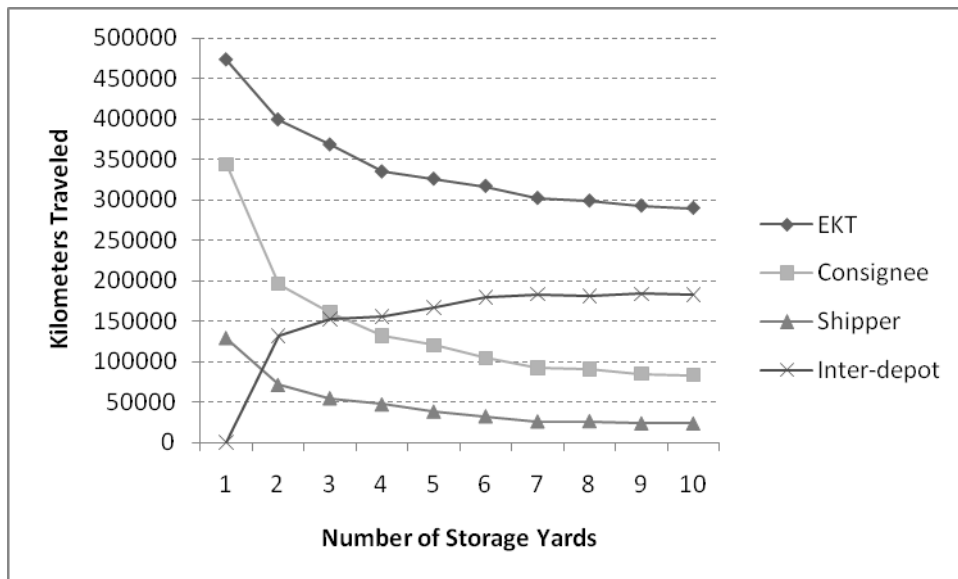 500000
450000
400000
350000
300000
250000
200000
150000
100000
50000
0
Kilometers Traveled
1 2 3 4 5 6 7 8 9 10
Number of Storage Yards
EKT
Consignee
Shipper
Inter-depot